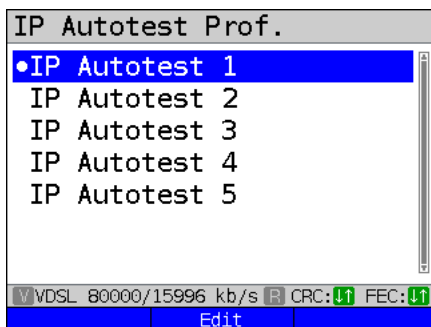 IP Autotest Prof.
•IP Autotest 1
IP Autotest 2
IP Autotest 3
IP Autotest 4
IP Autotest 5
V VDSL 80000/15996 kb/s R CRC:↓↑ FEC:↓↑
Edit